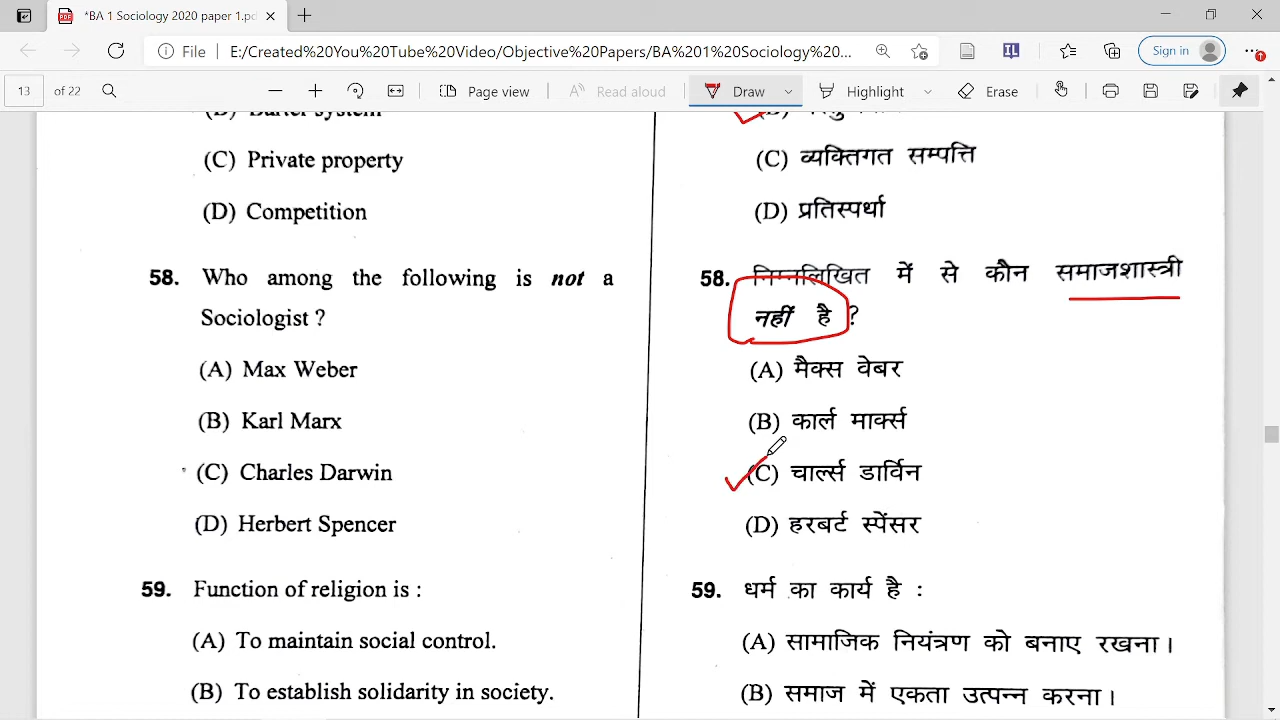 *BA 1 Sociology 2020 paper 1.pd
File E:/Created%20You%20Tube%20Video/Objective%20Papers/BA%201%20Sociology%20... Sign in
13 of 22 Page view Read aloud Draw Highlight Erase
system
(C) Private property
(D) Competition
58. Who among the following is not a
Sociologist ?
(A) Max Weber
(B) Karl Marx
(C) Charles Darwin
(D) Herbert Spencer
59. Function of religion is :
(A) To maintain social control.
(B) To establish solidarity in society.
(C) व्यक्तिगत सम्पत्ति
(D) प्रतिस्पर्धा
58. निम्नलिखित में से कौन समाजशास्त्री
नहीं है ?
(A) मैक्स वेबर
(B) कार्ल मार्क्स
(C) चार्ल्स डार्विन
(D) हरबर्ट स्पेंसर
59. धर्म का कार्य है :
(A) सामाजिक नियंत्रण को बनाए रखना ।
(B) समाज में एकता उत्पन्न करना ।